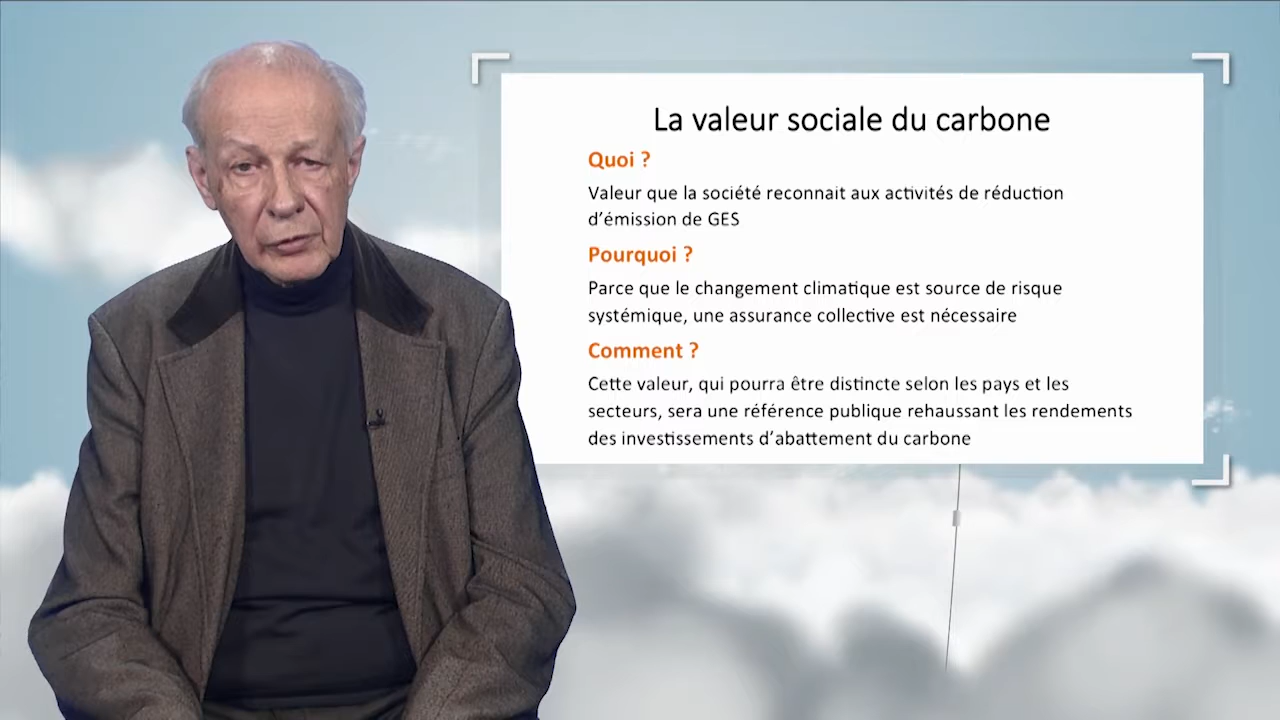 La valeur sociale du carbone
Quoi ?
Valeur que la société reconnait aux activités de réduction
d’émission de GES
Pourquoi ?
Parce que le changement climatique est source de risque
systémique, une assurance collective est nécessaire
Comment ?
Cette valeur, qui pourra être distincte selon les pays et les
secteurs, sera une référence publique rehaussant les rendements
des investissements d’abattement du carbone